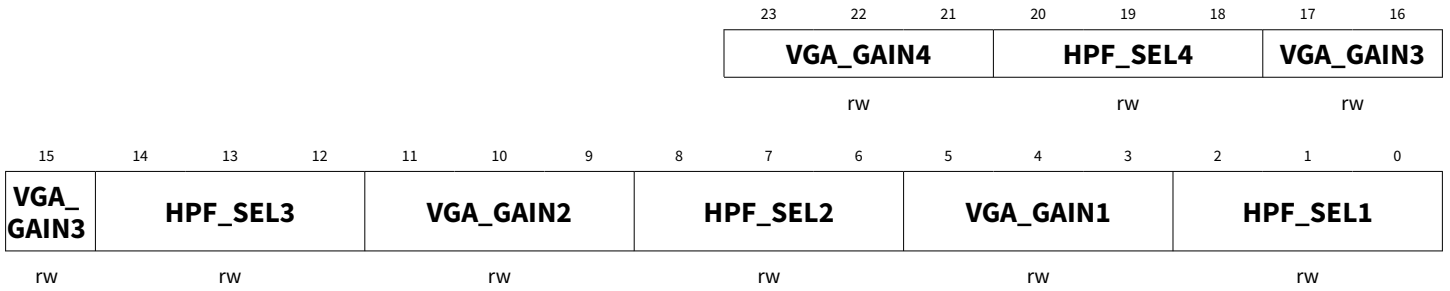 23 22 21 20 19 18 17 16
VGA_GAIN4 HPF_SEL4 VGA_GAIN3
rw rw rw
15 14 13 12 11 10 9 8 7 6 5 4 3 2 1 0
VGA_
GAIN3 HPF_SEL3 VGA_GAIN2 HPF_SEL2 VGA_GAIN1 HPF_SEL1
rw rw rw rw rw rw